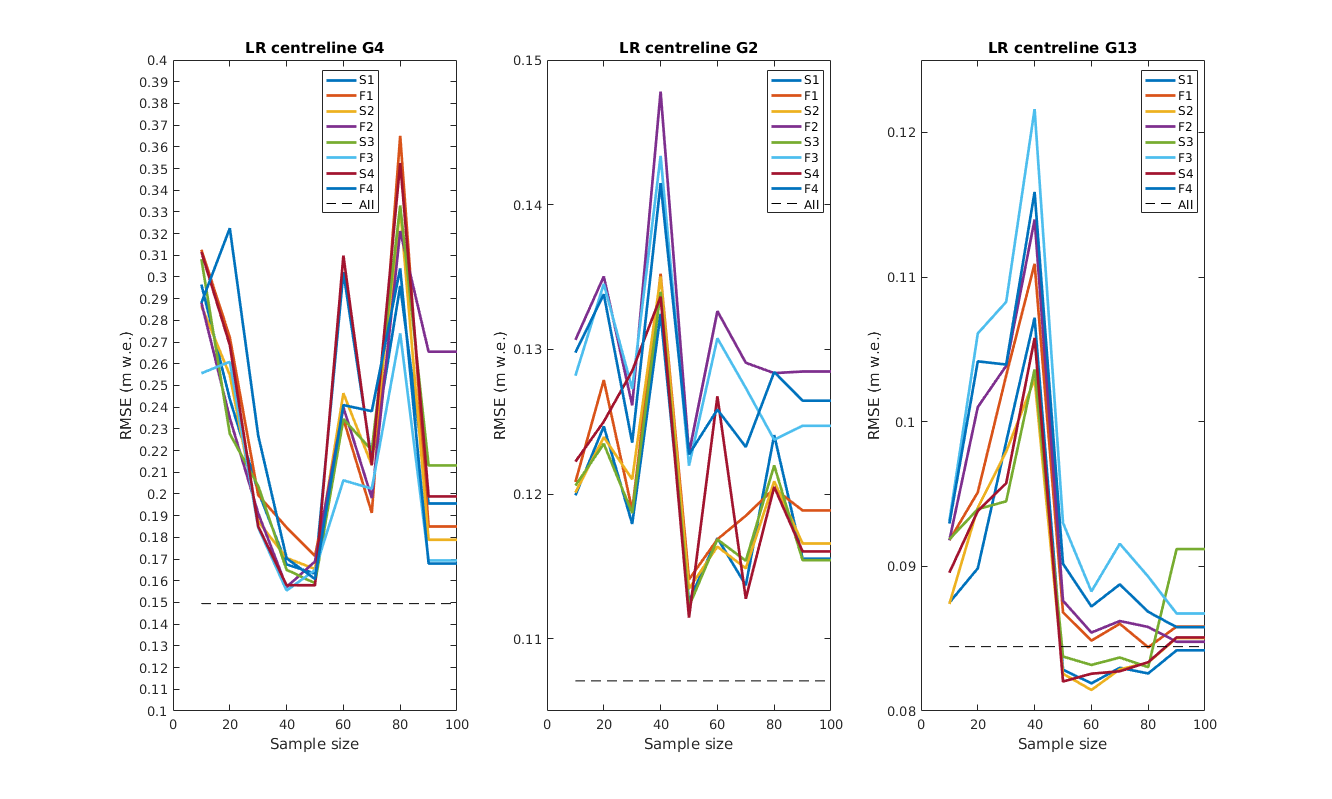 LR centreline G4
0.4
0.39
0.38
0.37
0.36
0.35
0.34
0.33
0.32
0.31
0.3
0.29
0.28
0.27
0.26
0.25
0.24
0.23
0.22
0.21
0.2
0.19
0.18
0.17
0.16
0.15
0.14
0.13
0.12
0.11
0.1
RMSE (m w.e.)
0 20 40 60 80 100
Sample size
S1
F1
S2
F2
S3
F3
S4
F4
All
LR centreline G2
0.15
0.14
0.13
0.12
0.11
RMSE (m w.e.)
0 20 40 60 80 100
Sample size
S1
F1
S2
F2
S3
F3
S4
F4
All
LR centreline G13
0.12
0.11
0.1
0.09
0.08
RMSE (m w.e.)
0 20 40 60 80 100
Sample size
S1
F1
S2
F2
S3
F3
S4
F4
All